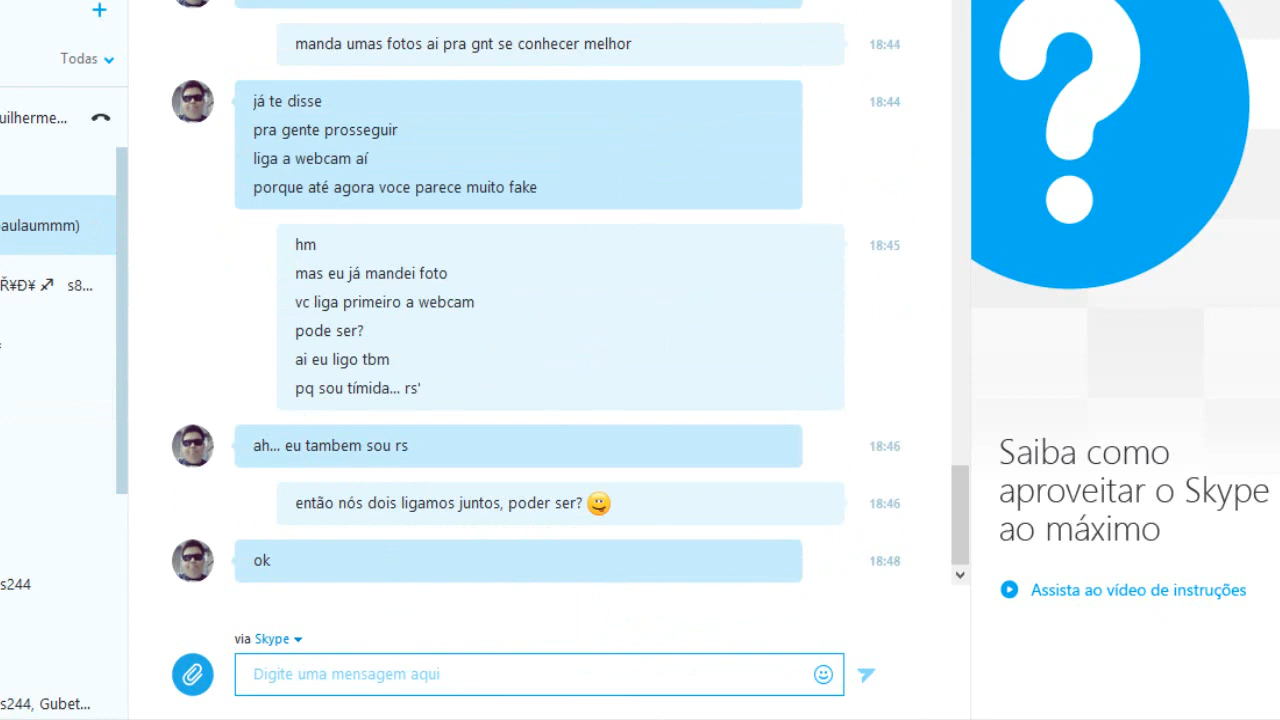 Todas
uilherme...
aulaummm)
Ř¥Đ¥ ♐ s8...
s244
s244, Gubet...
manda umas fotos ai pra gnt se conhecer melhor
18:44
já te disse
18:44
pra gente prosseguir
liga a webcam aí
porque até agora voce parece muito fake
hm
18:45
mas eu já mandei foto
vc liga primeiro a webcam
pode ser?
ai eu ligo tbm
pq sou tímida... rs'
ah... eu tambem sou rs
18:46
então nós dois ligamos juntos, poder ser?
18:46
ok
18:48
via Skype
Digite uma mensagem aqui
?
Saiba como
aproveitar o Skype
ao máximo
Assista ao vídeo de instruções